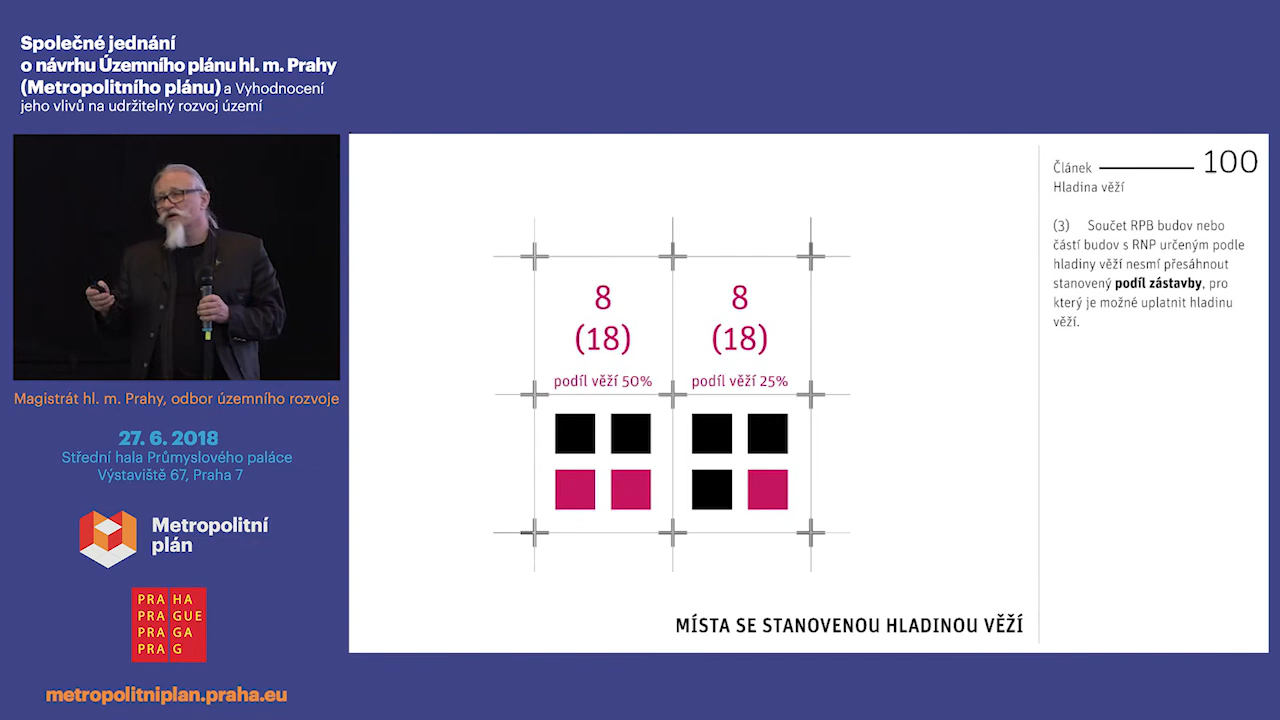 Společné jednání
o návrhu Územního plánu hl. m. Prahy
(Metropolitního plánu) a Vyhodnocení
jeho vlivů na udržitelný rozvoj území
Magistrát hl. m. Prahy, odbor územního rozvoje
27. 6. 2018
Střední hala Průmyslového paláce
Výstaviště 67, Praha 7
Metropolitní
plán
PRA HA
PRA GUE
PRA GA
PRA G
metropolitniplan.praha.eu
8
(18)
podíl věží 50%
8
(18)
podíl věží 25%
MÍSTA SE STANOVENOU HLADINOU VĚŽÍ
Článek 100
Hladina věží
(3) Součet RPB budov nebo
částí budov s RNP určeným podle
hladiny věží nesmí přesáhnout
stanovený podíl zástavby, pro
který je možné uplatnit hladinu
věží.